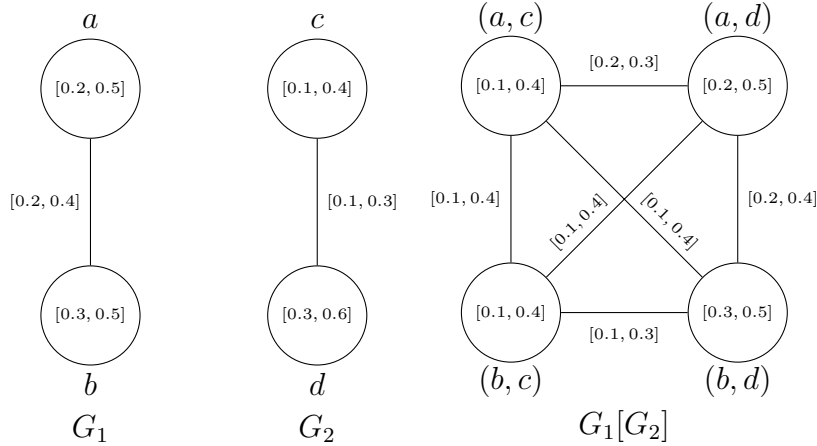 a c (a, c) (a, d)
[0.2, 0.3]
[0.2, 0.5] [0.1, 0.4] [0.1, 0.4] [0.2, 0.5]
[0.2, 0.4] [0.1, 0.3] [0.1, 0.4] [0.1, 0.4] [0.1, 0.4] [0.2, 0.4]
[0.3, 0.5] [0.3, 0.6] [0.1, 0.4] [0.3, 0.5]
[0.1, 0.3]
b d (b, c) (b, d)
G₁ G₂ G₁[G₂]